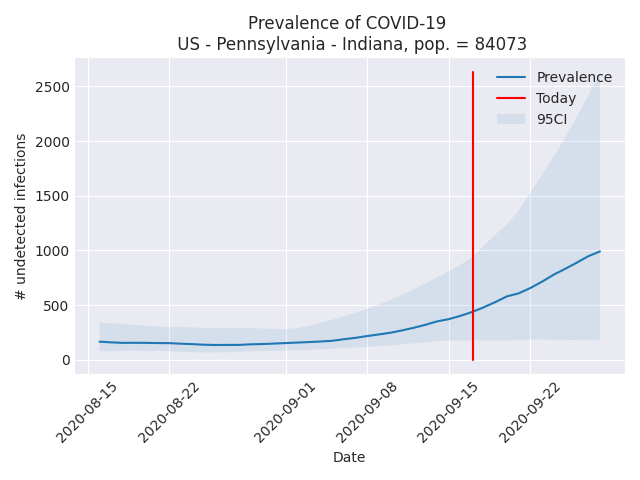 Prevalence of COVID-19
US - Pennsylvania - Indiana, pop. = 84073
Prevalence
Today
95CI
# undetected infections
2500
2000
1500
1000
500
0
2020-08-15
2020-08-22
2020-09-01
2020-09-08
2020-09-15
2020-09-22
Date